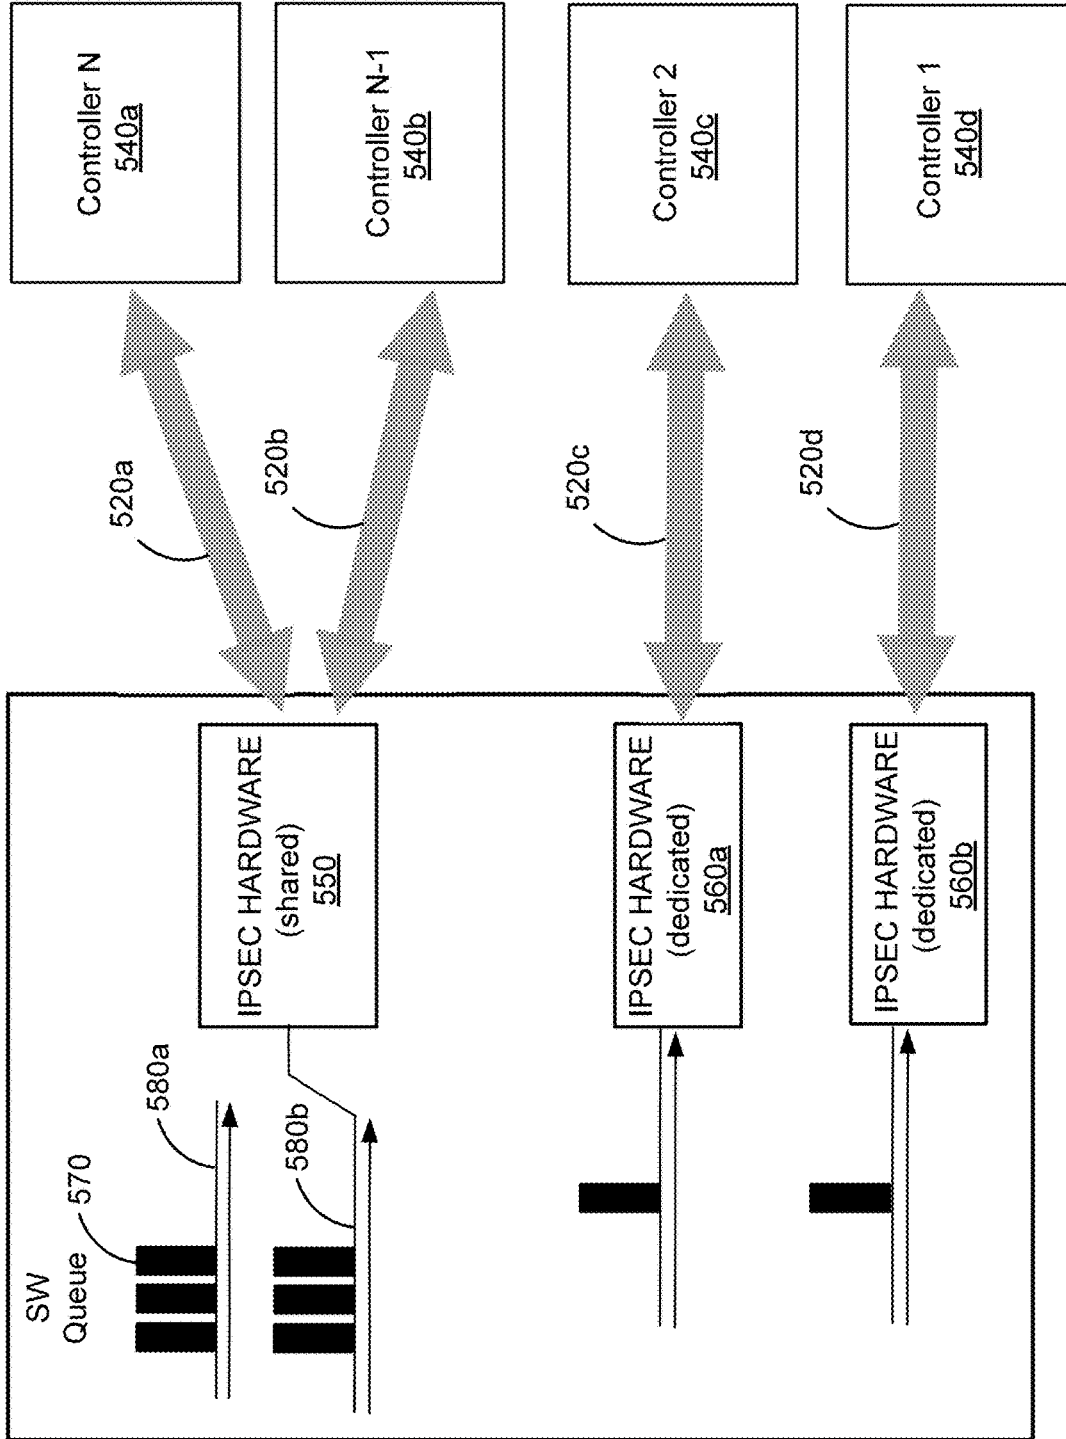 SW
Queue
570
580a
580b
IPSEC HARDWARE
(shared)
550
520a
520b
Controller N
540a
Controller N-1
540b
IPSEC HARDWARE
(dedicated)
560a
520c
Controller 2
540c
IPSEC HARDWARE
(dedicated)
560b
520d
Controller 1
540d